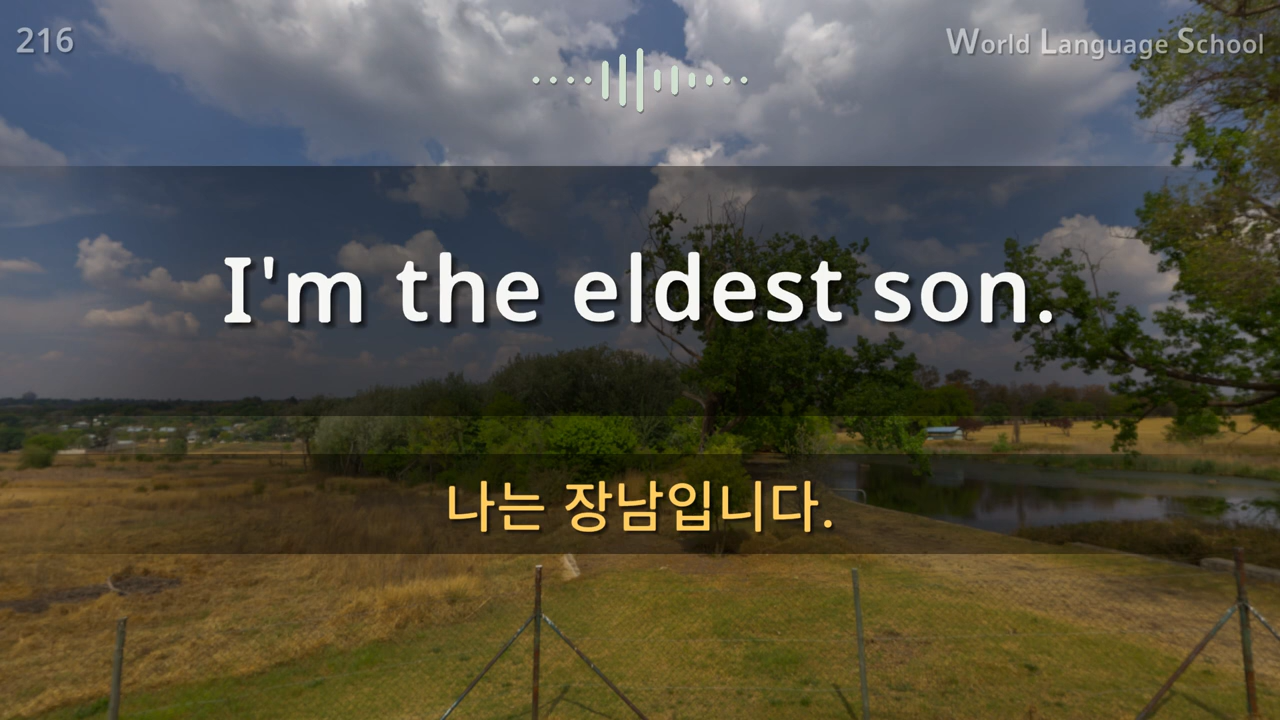 216
World Language School
I'm the eldest son.
나는 장남입니다.